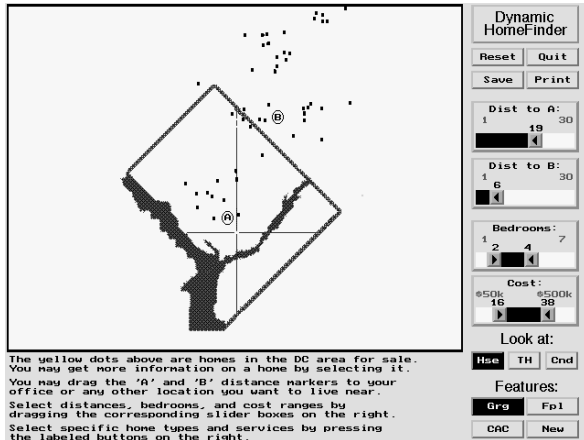 Dynamic
HomeFinder
Reset Quit
Save Print
Dist to A:
1 30
19
Dist to B:
1 30
6
Bedrooms:
1 7
2 4
Cost:
$50k $500k
16 38
Look at:
Hse TH Cnd
Features:
Grg Fpl
CAC New
B
A
The yellow dots above are homes in the DC area for sale.
You may get more information on a home by selecting it.
You may drag the 'A' and 'B' distance markers to your
office or any other location you want to live near.
Select distances, bedrooms, and cost ranges by
dragging the corresponding slider boxes on the right.
Select specific home types and services by pressing
the labeled buttons on the right.